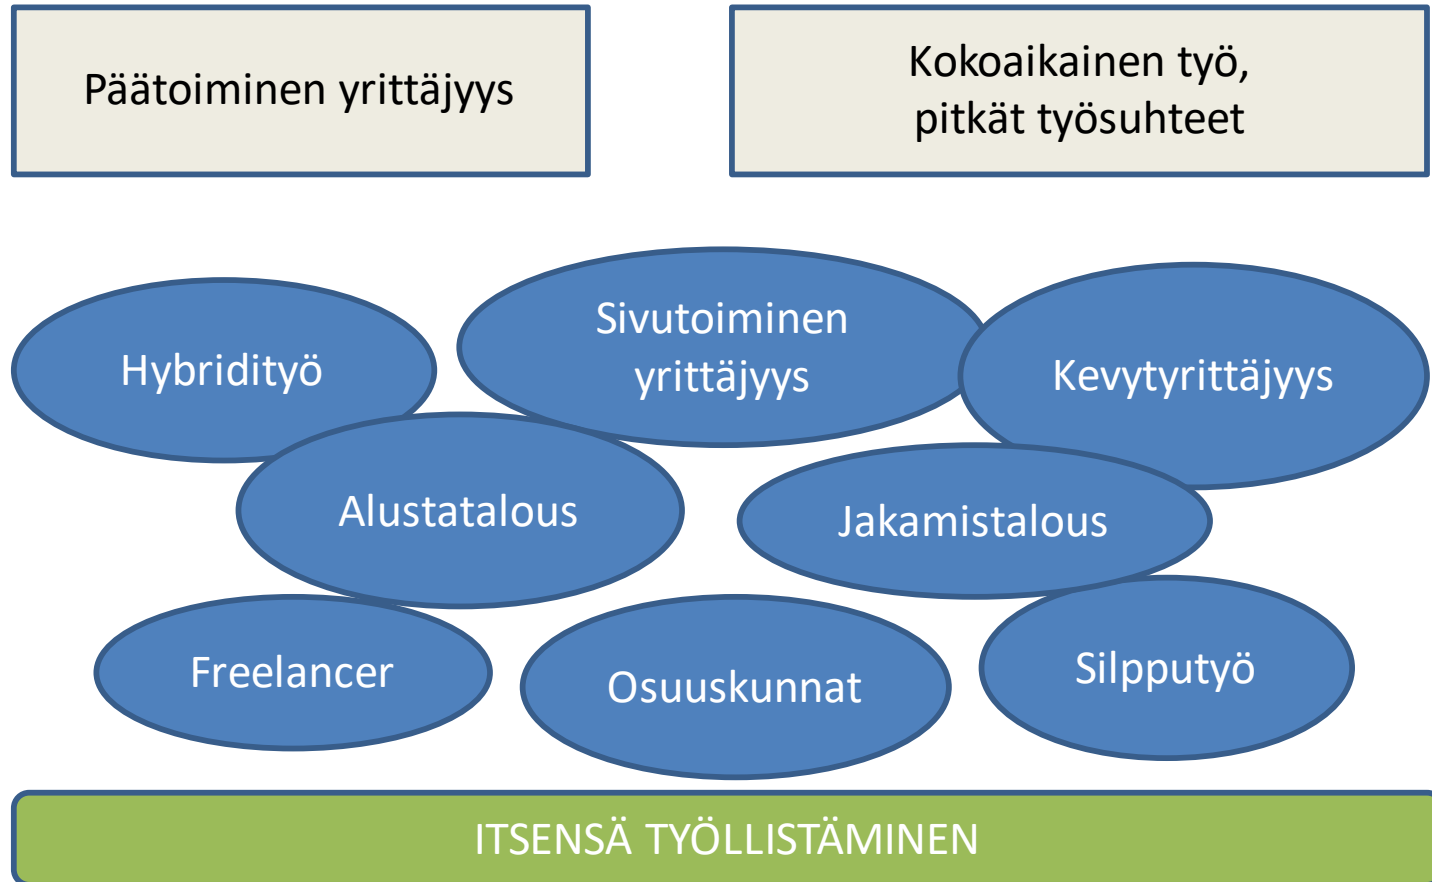 Päätoiminen yrittäjyys
Kokoaikainen työ,
pitkät työsuhteet
Hybridityö
Sivutoiminen
yrittäjyys
Kevytyrittäjyys
Alustatalous
Jakamistalous
Freelancer
Osuuskunnat
Silpputyö
ITSENSÄ TYÖLLISTÄMINEN